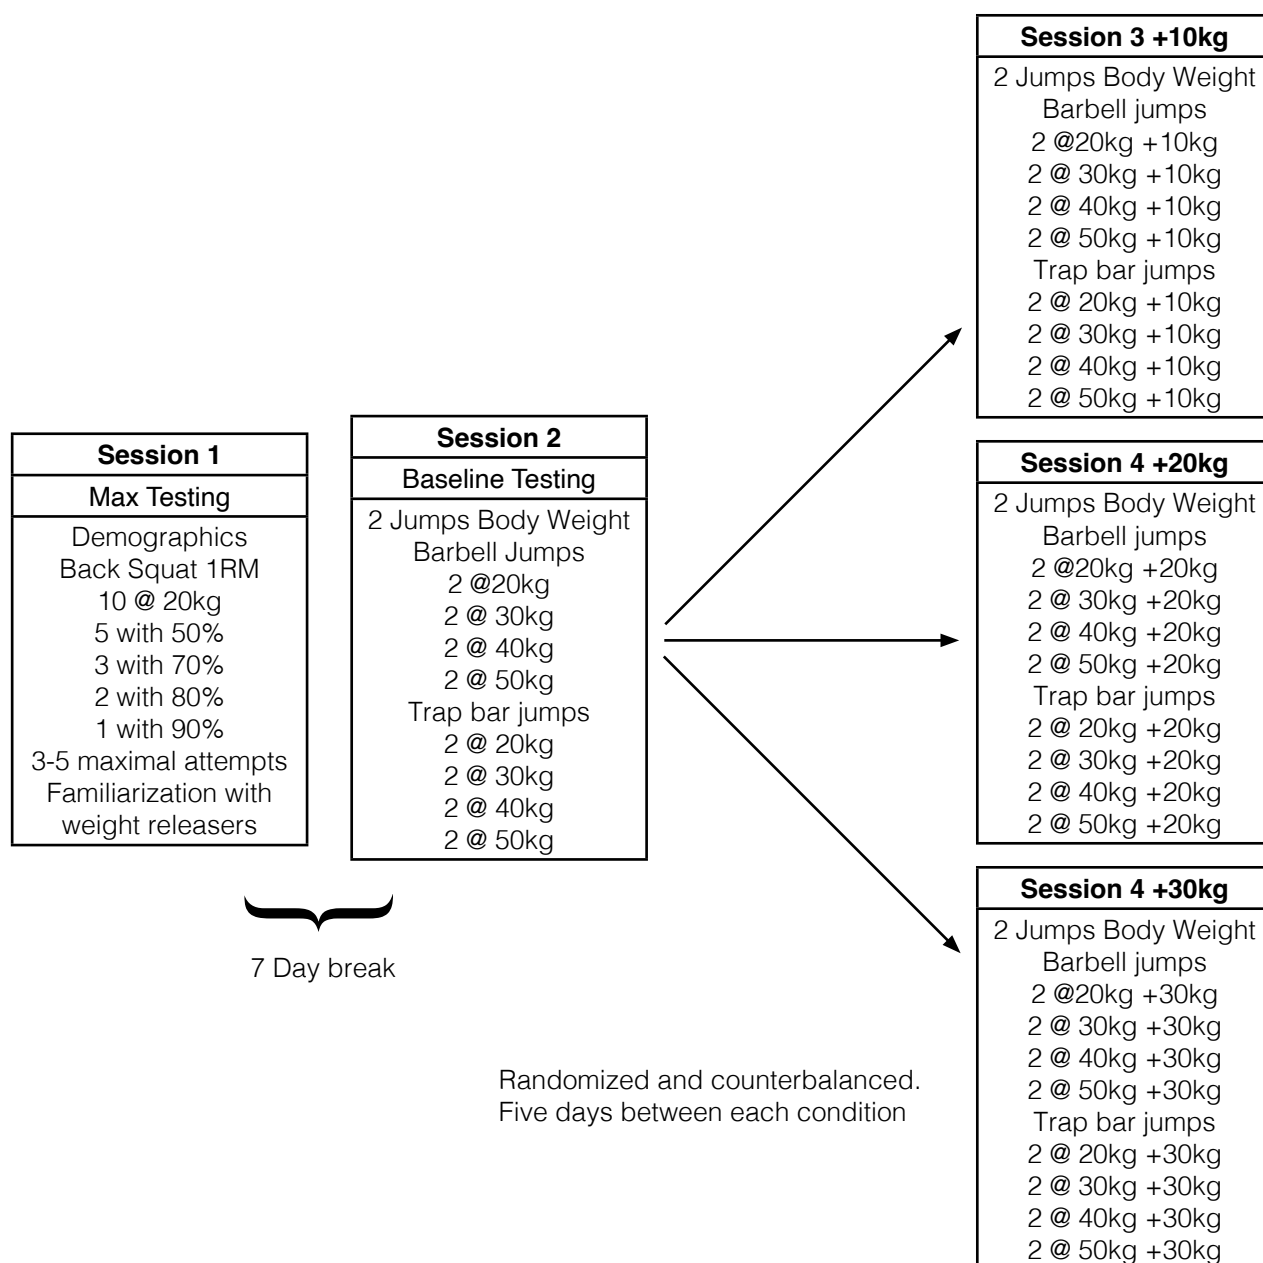 Session 1
Max Testing
Demographics
Back Squat 1RM
10 @ 20kg
5 with 50%
3 with 70%
2 with 80%
1 with 90%
3-5 maximal attempts
Familiarization with
weight releasers
7 Day break
Session 2
Baseline Testing
2 Jumps Body Weight
Barbell Jumps
2 @20kg
2 @ 30kg
2 @ 40kg
2 @ 50kg
Trap bar jumps
2 @ 20kg
2 @ 30kg
2 @ 40kg
2 @ 50kg
Randomized and counterbalanced.
Five days between each condition
Session 3 +10kg
2 Jumps Body Weight
Barbell jumps
2 @20kg +10kg
2 @ 30kg +10kg
2 @ 40kg +10kg
2 @ 50kg +10kg
Trap bar jumps
2 @ 20kg +10kg
2 @ 30kg +10kg
2 @ 40kg +10kg
2 @ 50kg +10kg
Session 4 +20kg
2 Jumps Body Weight
Barbell jumps
2 @20kg +20kg
2 @ 30kg +20kg
2 @ 40kg +20kg
2 @ 50kg +20kg
Trap bar jumps
2 @ 20kg +20kg
2 @ 30kg +20kg
2 @ 40kg +20kg
2 @ 50kg +20kg
Session 4 +30kg
2 Jumps Body Weight
Barbell jumps
2 @20kg +30kg
2 @ 30kg +30kg
2 @ 40kg +30kg
2 @ 50kg +30kg
Trap bar jumps
2 @ 20kg +30kg
2 @ 30kg +30kg
2 @ 40kg +30kg
2 @ 50kg +30kg